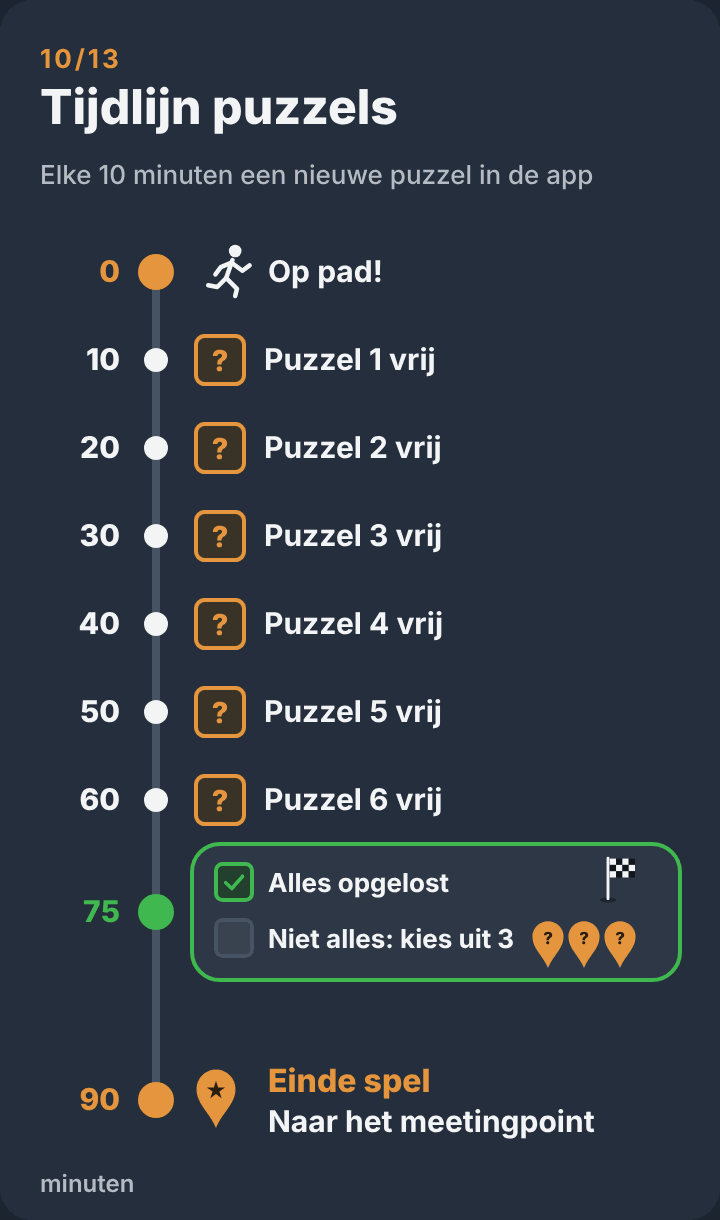 10/13
Tijdlijn puzzels
Elke 10 minuten een nieuwe puzzel in de app
0 Op pad!
10 ? Puzzel 1 vrij
20 ? Puzzel 2 vrij
30 ? Puzzel 3 vrij
40 ? Puzzel 4 vrij
50 ? Puzzel 5 vrij
60 ? Puzzel 6 vrij
Alles opgelost
75
Niet alles: kies uit 3 ? ? ?
Einde spel
90
Naar het meetingpoint
minuten